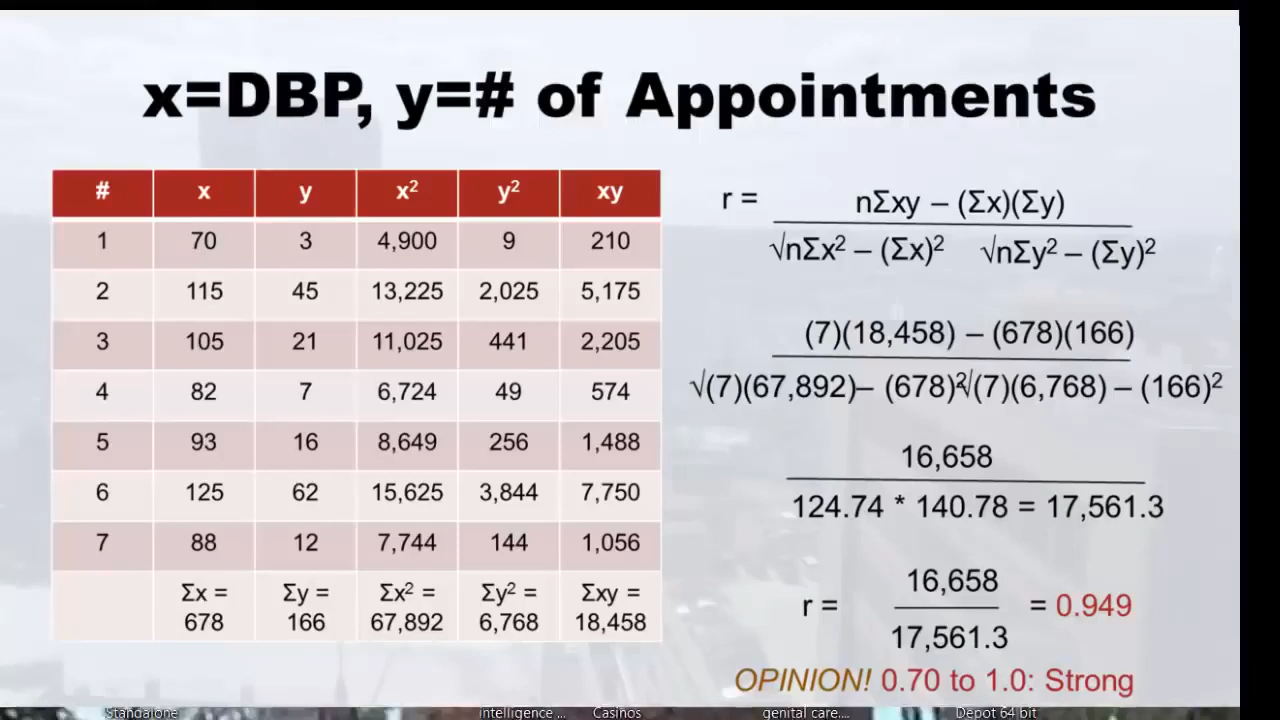 x=DBP, y=# of Appointments
# x y x² y² xy
1 70 3 4,900 9 210
2 115 45 13,225 2,025 5,175
3 105 21 11,025 441 2,205
4 82 7 6,724 49 574
5 93 16 8,649 256 1,488
6 125 62 15,625 3,844 7,750
7 88 12 7,744 144 1,056
Σx = 678 Σy = 166 Σx² = 67,892 Σy² = 6,768 Σxy = 18,458
r =
nΣxy – (Σx)(Σy)
√nΣx² – (Σx)² √nΣy² – (Σy)²
(7)(18,458) – (678)(166)
√(7)(67,892)– (678)²√(7)(6,768) – (166)²
16,658
124.74 * 140.78 = 17,561.3
16,658
r = = 0.949
17,561.3
OPINION! 0.70 to 1.0: Strong
Standalone intelligence ... Casinos genital care.... Depot 64 bit